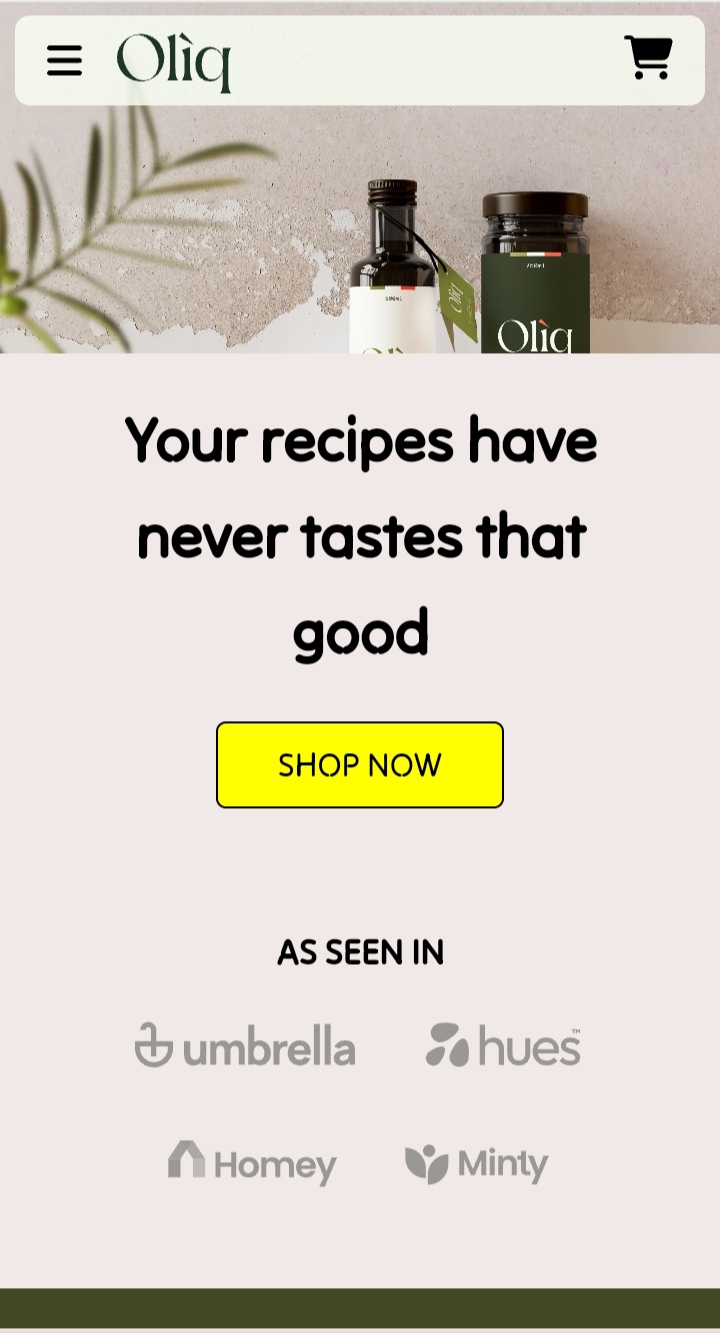 Olìq
Olìq
Your recipes have
never tastes that
good
SHOP NOW
AS SEEN IN
umbrella
hues™
Homey
Minty